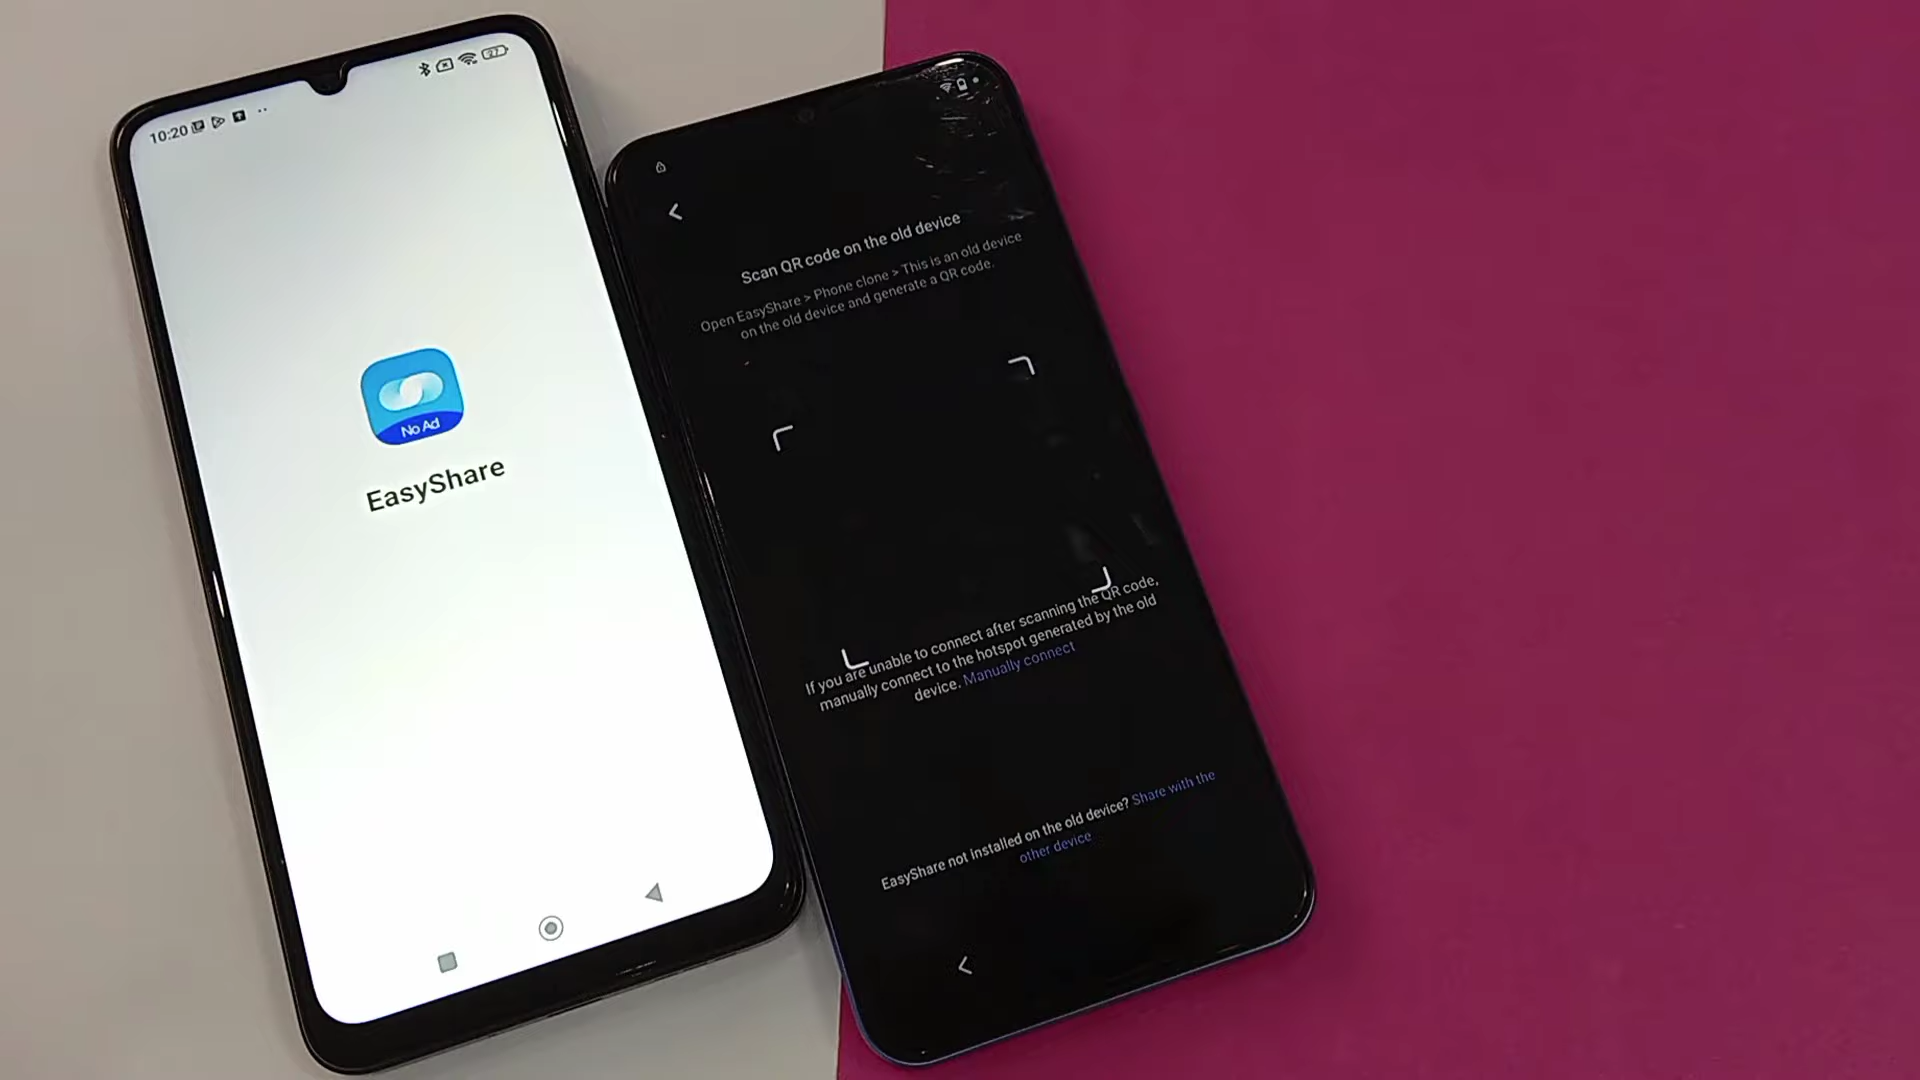 10:20
27
No Ad
EasyShare
Scan QR code on the old device
Open EasyShare > Phone clone > This is an old device
on the old device and generate a QR code.
If you are unable to connect after scanning the QR code,
manually connect to the hotspot generated by the old
device. Manually connect
EasyShare not installed on the old device? Share with the
other device